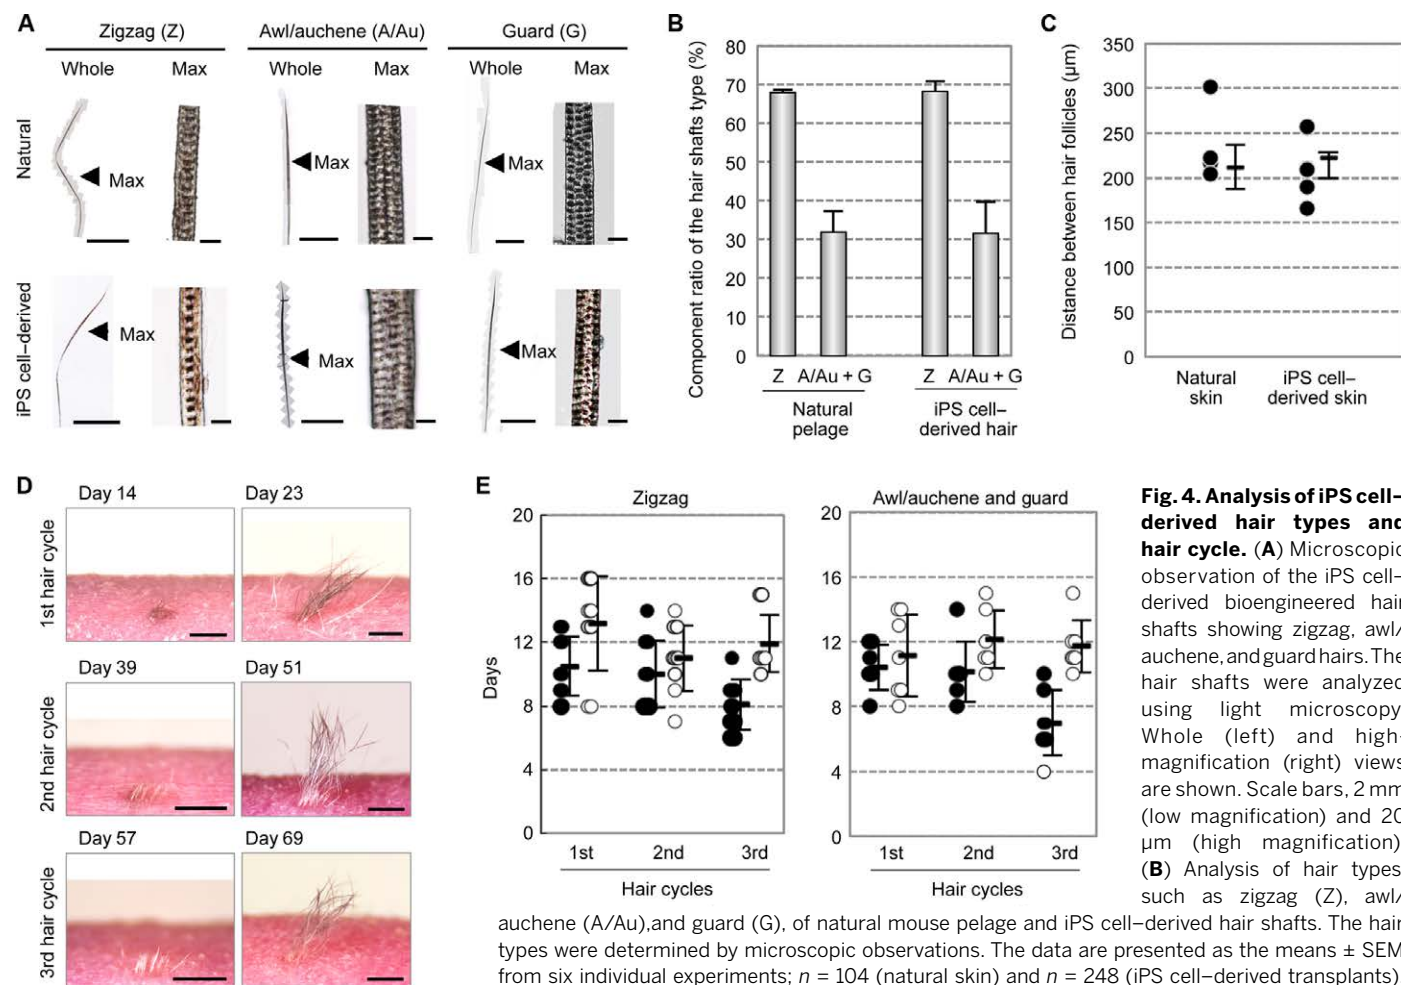 A
Zigzag (Z)
Awl/auchene (A/Au)
Guard (G)
Whole
Max
Whole
Max
Whole
Max
Natural
Max
Max
Max
iPS cell–derived
Max
Max
Max
B
Component ratio of the hair shafts type (%)
80
70
60
50
40
30
20
10
0
Z
A/Au + G
Z
A/Au + G
Natural
pelage
iPS cell–
derived hair
C
Distance between hair follicles (µm)
350
300
250
200
150
100
50
0
Natural
skin
iPS cell–
derived skin
D
Day 14
Day 23
1st hair cycle
Day 39
Day 51
2nd hair cycle
Day 57
Day 69
3rd hair cycle
E
Zigzag
Days
20
16
12
8
4
0
1st
2nd
3rd
Hair cycles
Awl/auchene and guard
20
16
12
8
4
0
1st
2nd
3rd
Hair cycles
Fig. 4. Analysis of iPS cell–
derived hair types and
hair cycle. (A) Microscopic
observation of the iPS cell–
derived bioengineered hair
shafts showing zigzag, awl/
auchene, and guard hairs. The
hair shafts were analyzed
using light microscopy
Whole (left) and high-
magnification (right) views
are shown. Scale bars, 2 mm
(low magnification) and 20
µm (high magnification)
(B) Analysis of hair types
such as zigzag (Z), awl/
auchene (A/Au),and guard (G), of natural mouse pelage and iPS cell–derived hair shafts. The hair
types were determined by microscopic observations. The data are presented as the means ± SEM
from six individual experiments; n = 104 (natural skin) and n = 248 (iPS cell–derived transplants)